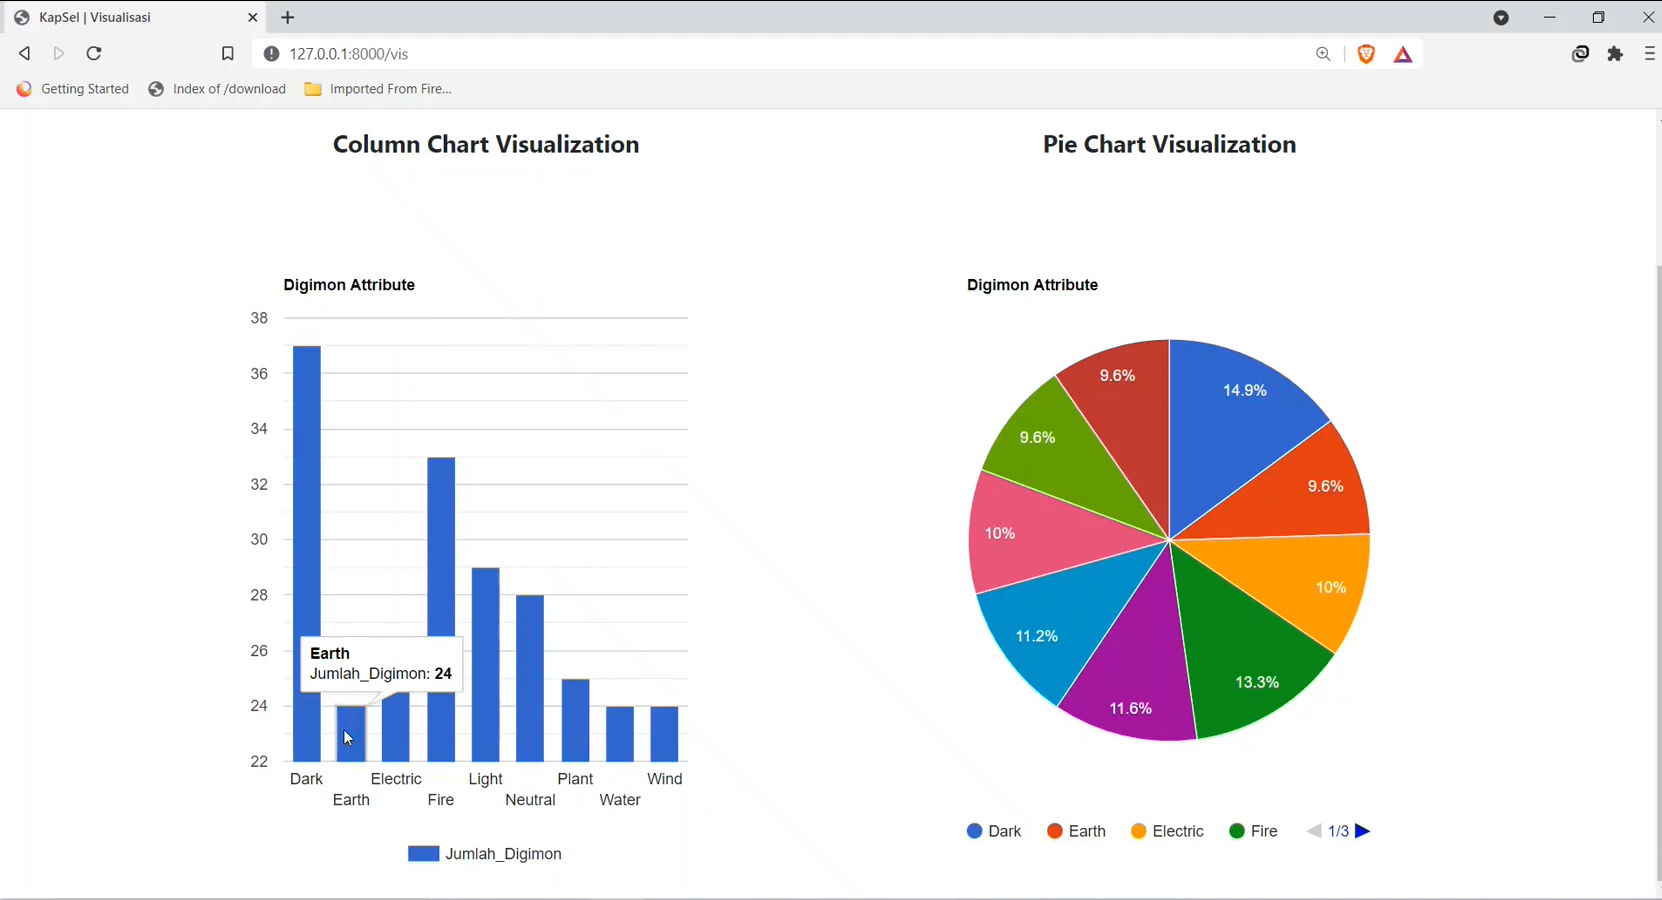 KapSel | Visualisasi
127.0.0.1:8000/vis
Getting Started
Index of /download
Imported From Fire...
Column Chart Visualization
Pie Chart Visualization
Digimon Attribute
38
36
34
32
30
28
26
24
22
Earth
Jumlah_Digimon: 24
Dark
Earth
Electric
Fire
Light
Neutral
Plant
Water
Wind
Jumlah_Digimon
Digimon Attribute
14.9%
9.6%
10%
13.3%
11.6%
11.2%
10%
9.6%
9.6%
Dark
Earth
Electric
Fire
1/3